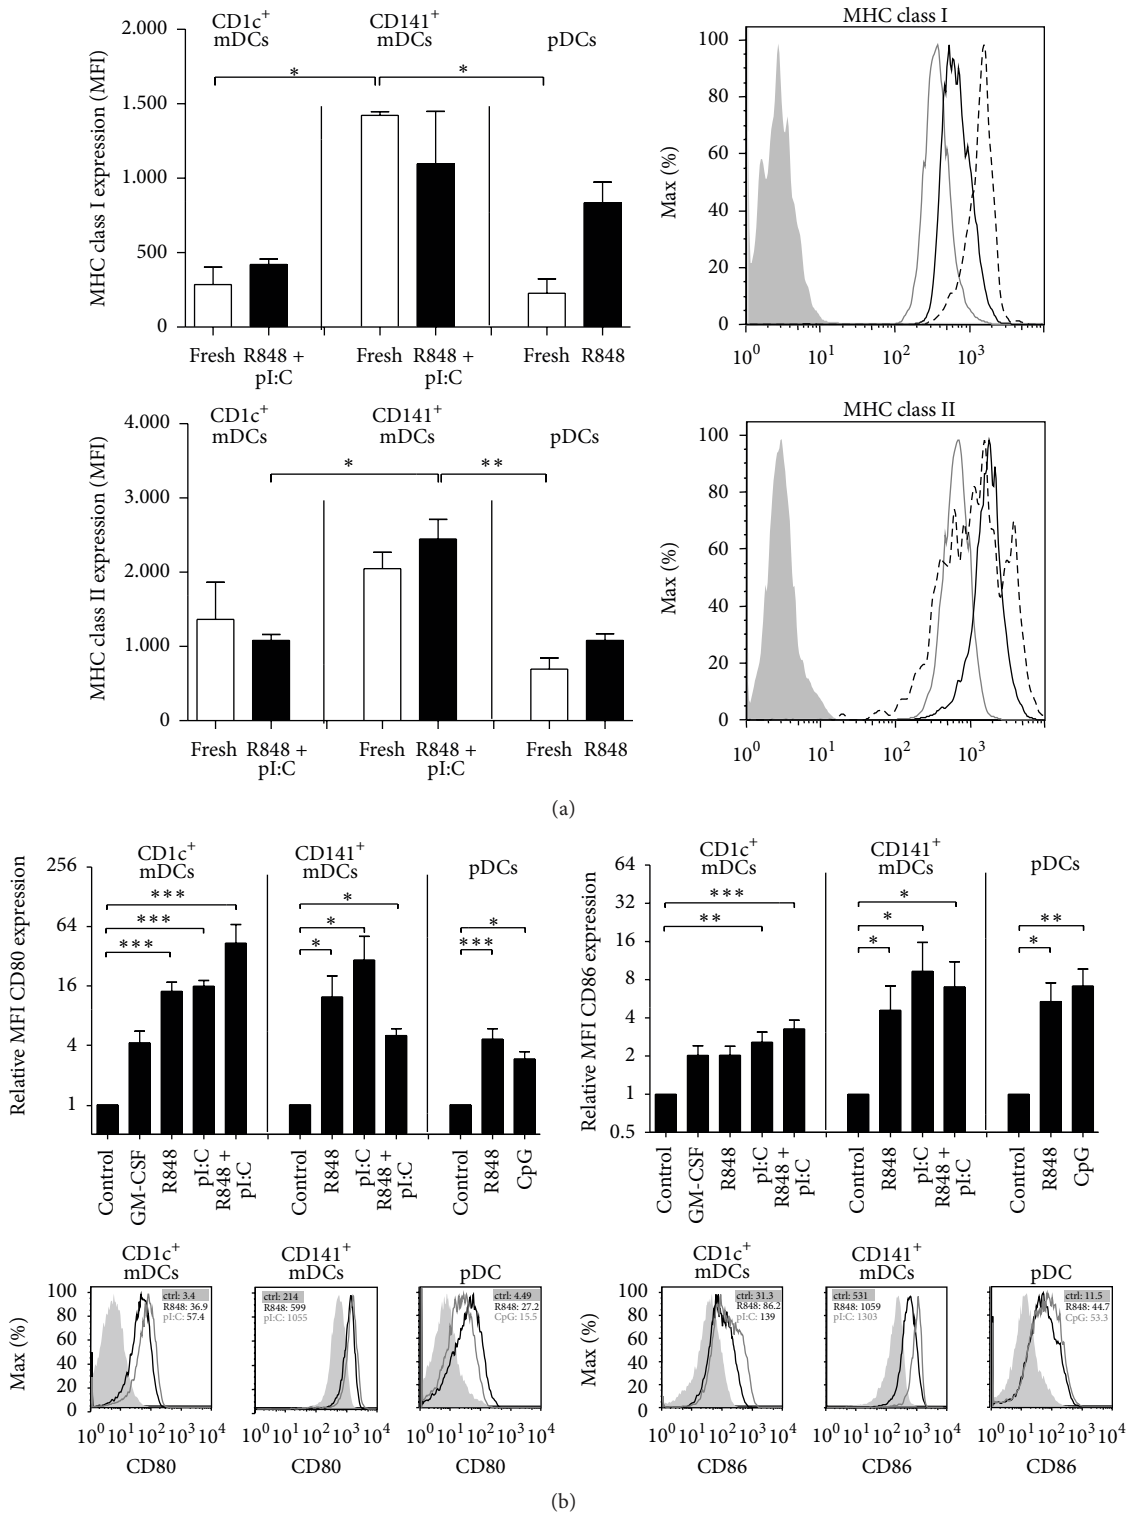 CD1c+ mDCs
CD141+ mDCs
pDCs
MHC class I expression (MFI)
2.000
1.500
1.000
500
0
*
*
Fresh R848 + pI:C
Fresh R848 + pI:C
Fresh R848
MHC class I
Max (%)
100
80
60
40
20
0
10^0 10^1 10^2 10^3
CD1c+ mDCs
CD141+ mDCs
pDCs
MHC class II expression (MFI)
4.000
3.000
2.000
1.000
0
*
**
Fresh R848 + pI:C
Fresh R848 + pI:C
Fresh R848
MHC class II
Max (%)
100
80
60
40
20
0
10^0 10^1 10^2 10^3
(a)
CD1c+ mDCs
CD141+ mDCs
pDCs
Relative MFI CD80 expression
256
64
16
4
1
***
***
***
*
*
*
*
***
Control
GM-CSF
R848
pI:C
R848 + pI:C
Control
R848
pI:C
R848 + pI:C
Control
R848
CpG
CD1c+ mDCs
CD141+ mDCs
pDCs
Relative MFI CD86 expression
64
32
16
8
4
2
1
0.5
***
**
*
*
*
**
*
Control
GM-CSF
R848
pI:C
R848 + pI:C
Control
R848
pI:C
R848 + pI:C
Control
R848
CpG
CD1c+ mDCs
Max (%)
100
80
60
40
20
0
ctrl: 3.4
R848: 36.9
pI:C: 57.4
10^0 10^1 10^2 10^3 10^4
CD80
CD141+ mDCs
ctrl: 214
R848: 599
pI:C: 1055
10^0 10^1 10^2 10^3 10^4
CD80
pDC
ctrl: 4.49
R848: 27.2
CpG: 15.5
10^0 10^1 10^2 10^3 10^4
CD80
CD1c+ mDCs
Max (%)
100
80
60
40
20
0
ctrl: 31.3
R848: 86.2
pI:C: 139
10^0 10^1 10^2 10^3 10^4
CD86
CD141+ mDCs
ctrl: 531
R848: 1059
pI:C: 1303
10^0 10^1 10^2 10^3 10^4
CD86
pDC
ctrl: 11.5
R848: 44.7
CpG: 53.3
10^0 10^1 10^2 10^3 10^4
CD86
(b)